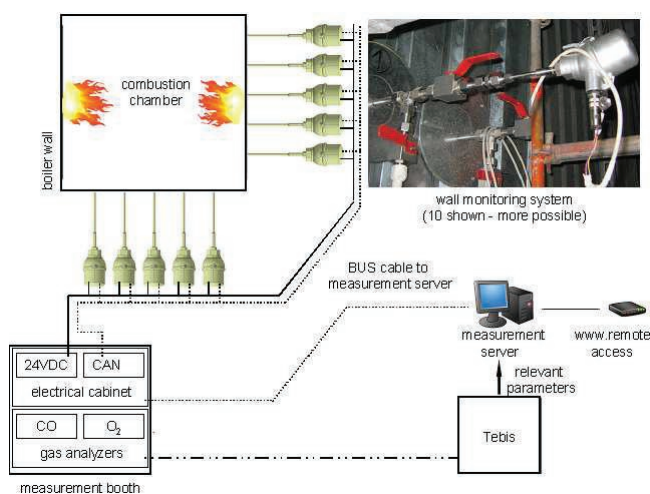 combustion
chamber
boiler wall
wall monitoring system
(10 shown - more possible)
BUS cable to
measurement server
measurement
server
www.remote
access
relevant
parameters
24VDC
CAN
electrical cabinet
CO
O₂
gas analyzers
measurement booth
Tebis